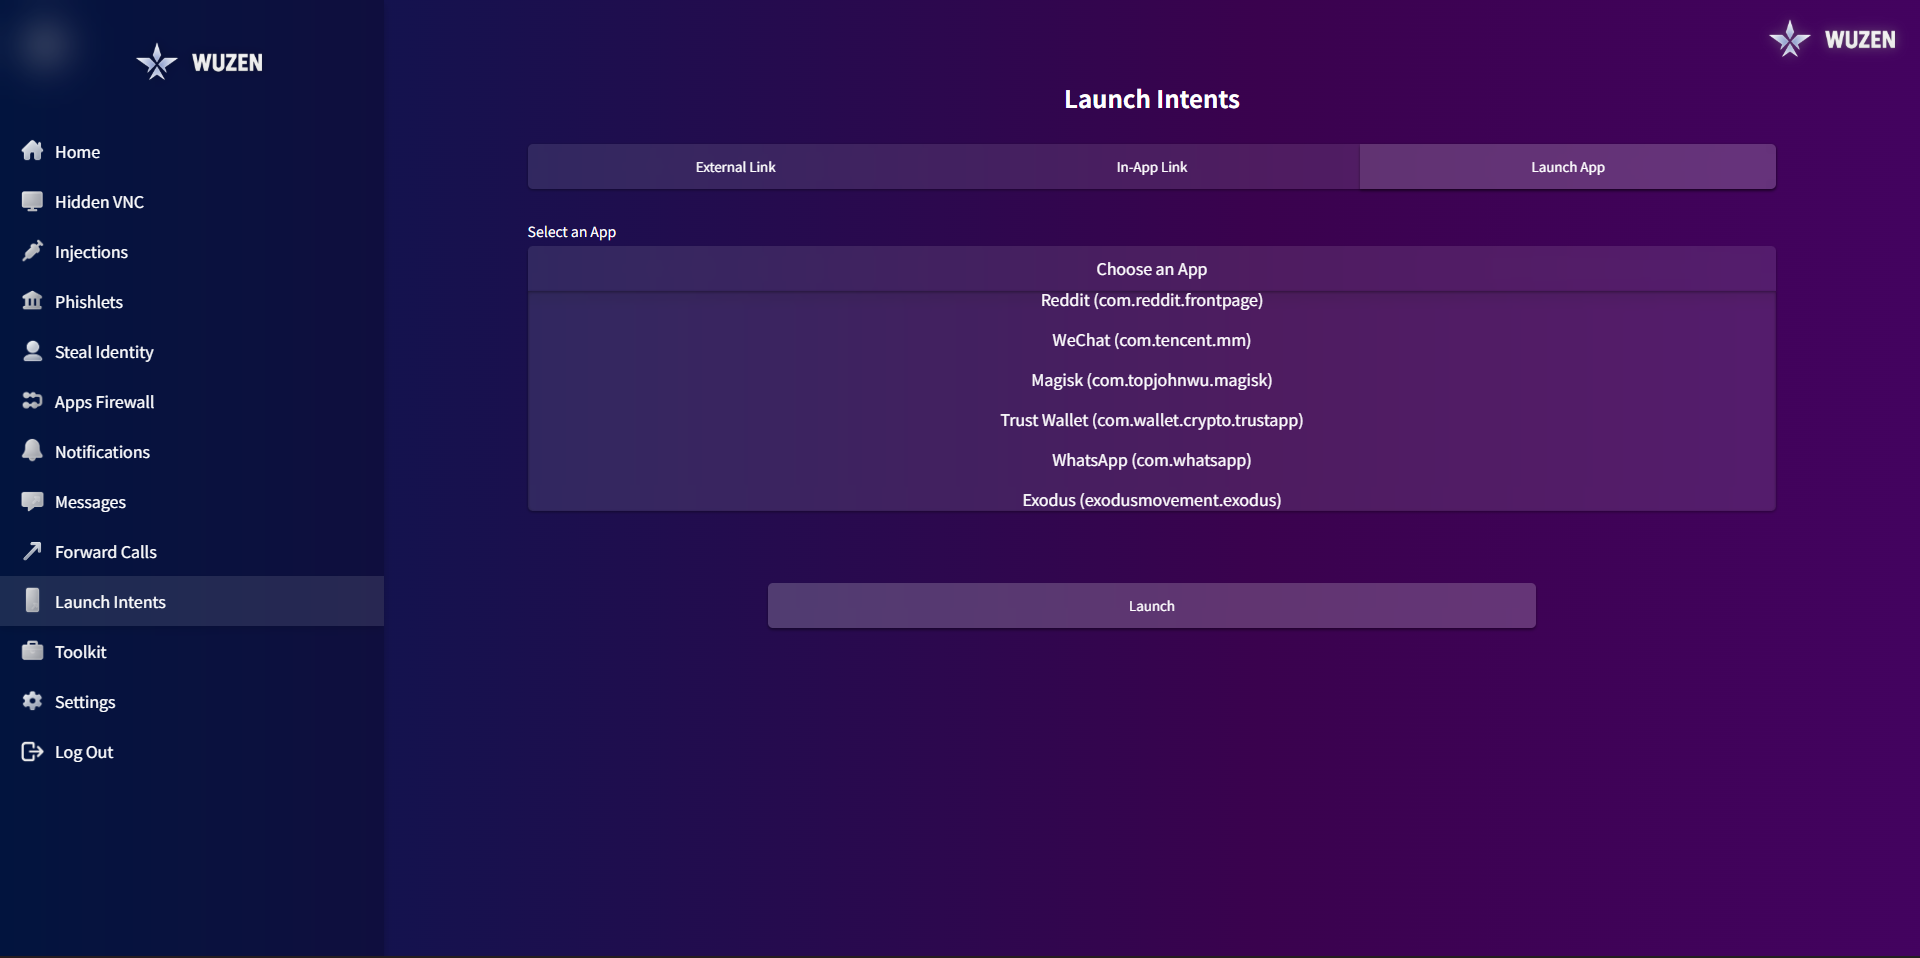 WUZEN
Home
Hidden VNC
Injections
Phishlets
Steal Identity
Apps Firewall
Notifications
Messages
Forward Calls
Launch Intents
Toolkit
Settings
Log Out
WUZEN
Launch Intents
External Link
In-App Link
Launch App
Select an App
Choose an App
Reddit (com.reddit.frontpage)
WeChat (com.tencent.mm)
Magisk (com.topjohnwu.magisk)
Trust Wallet (com.wallet.crypto.trustapp)
WhatsApp (com.whatsapp)
Exodus (exodusmovement.exodus)
Launch